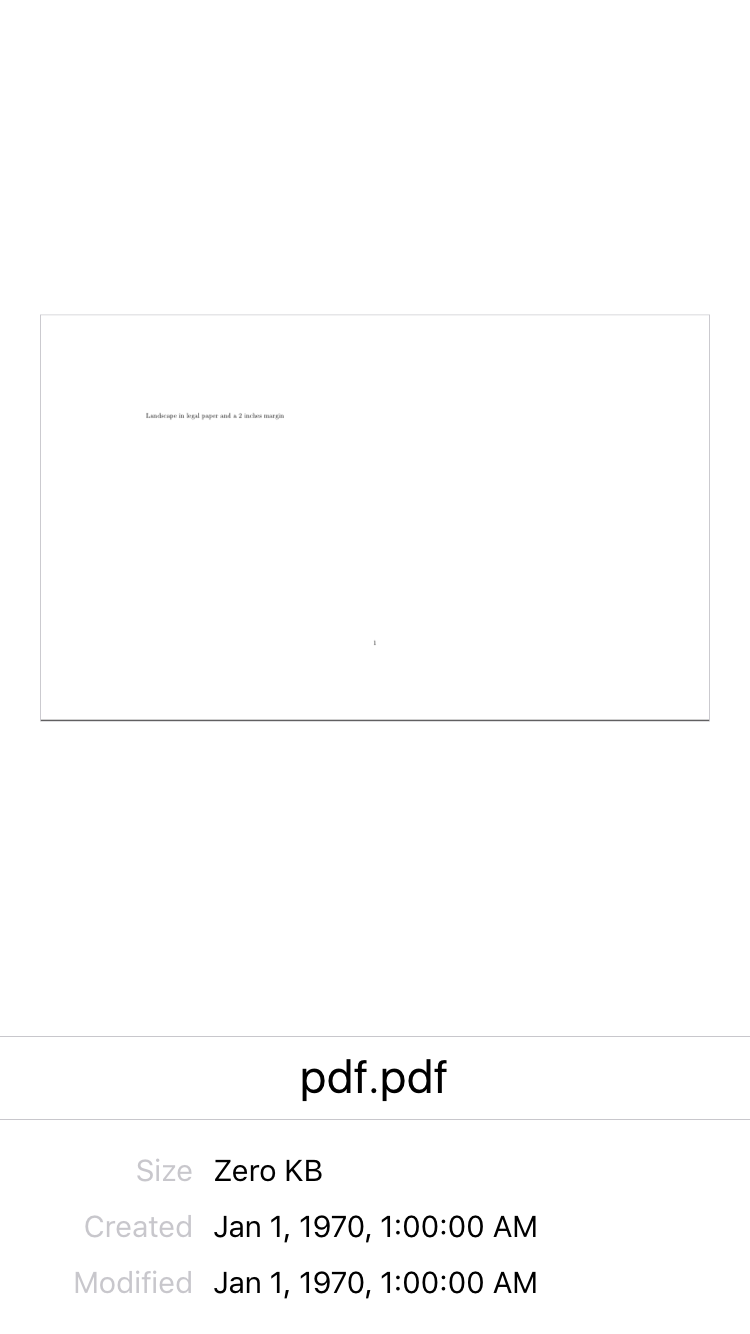 Landscape in legal paper and a 2 inches margin
1
pdf.pdf
Size Zero KB
Created Jan 1, 1970, 1:00:00 AM
Modified Jan 1, 1970, 1:00:00 AM